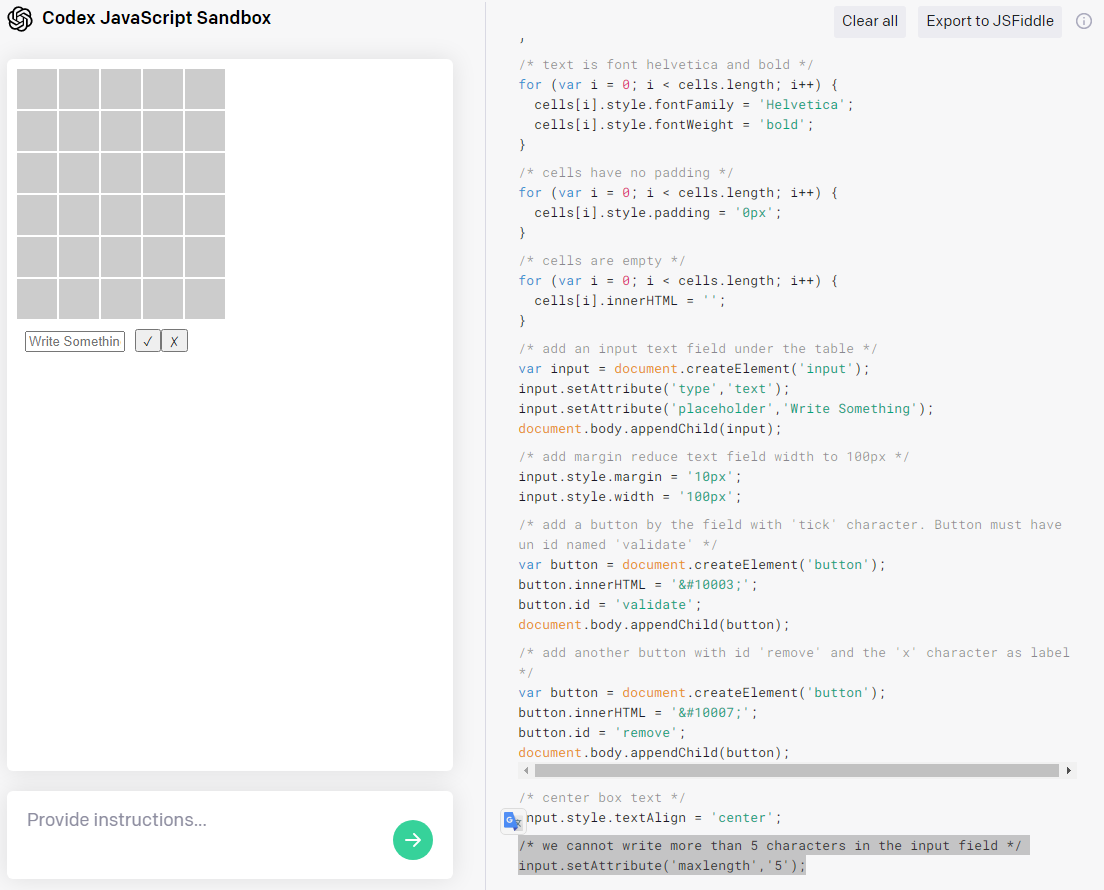 Codex JavaScript Sandbox
Clear all
Export to JSFiddle
Write Somethin
✓
✗
Provide instructions...
}
/* text is font helvetica and bold */
for (var i = 0; i < cells.length; i++) {
  cells[i].style.fontFamily = 'Helvetica';
  cells[i].style.fontWeight = 'bold';
}
/* cells have no padding */
for (var i = 0; i < cells.length; i++) {
  cells[i].style.padding = '0px';
}
/* cells are empty */
for (var i = 0; i < cells.length; i++) {
  cells[i].innerHTML = '';
}
/* add an input text field under the table */
var input = document.createElement('input');
input.setAttribute('type','text');
input.setAttribute('placeholder','Write Something');
document.body.appendChild(input);
/* add margin reduce text field width to 100px */
input.style.margin = '10px';
input.style.width = '100px';
/* add a button by the field with 'tick' character. Button must have
un id named 'validate' */
var button = document.createElement('button');
button.innerHTML = '&#10003;';
button.id = 'validate';
document.body.appendChild(button);
/* add another button with id 'remove' and the 'x' character as label
*/
var button = document.createElement('button');
button.innerHTML = '&#10007;';
button.id = 'remove';
document.body.appendChild(button);
/* center box text */
input.style.textAlign = 'center';
/* we cannot write more than 5 characters in the input field */
input.setAttribute('maxlength','5');